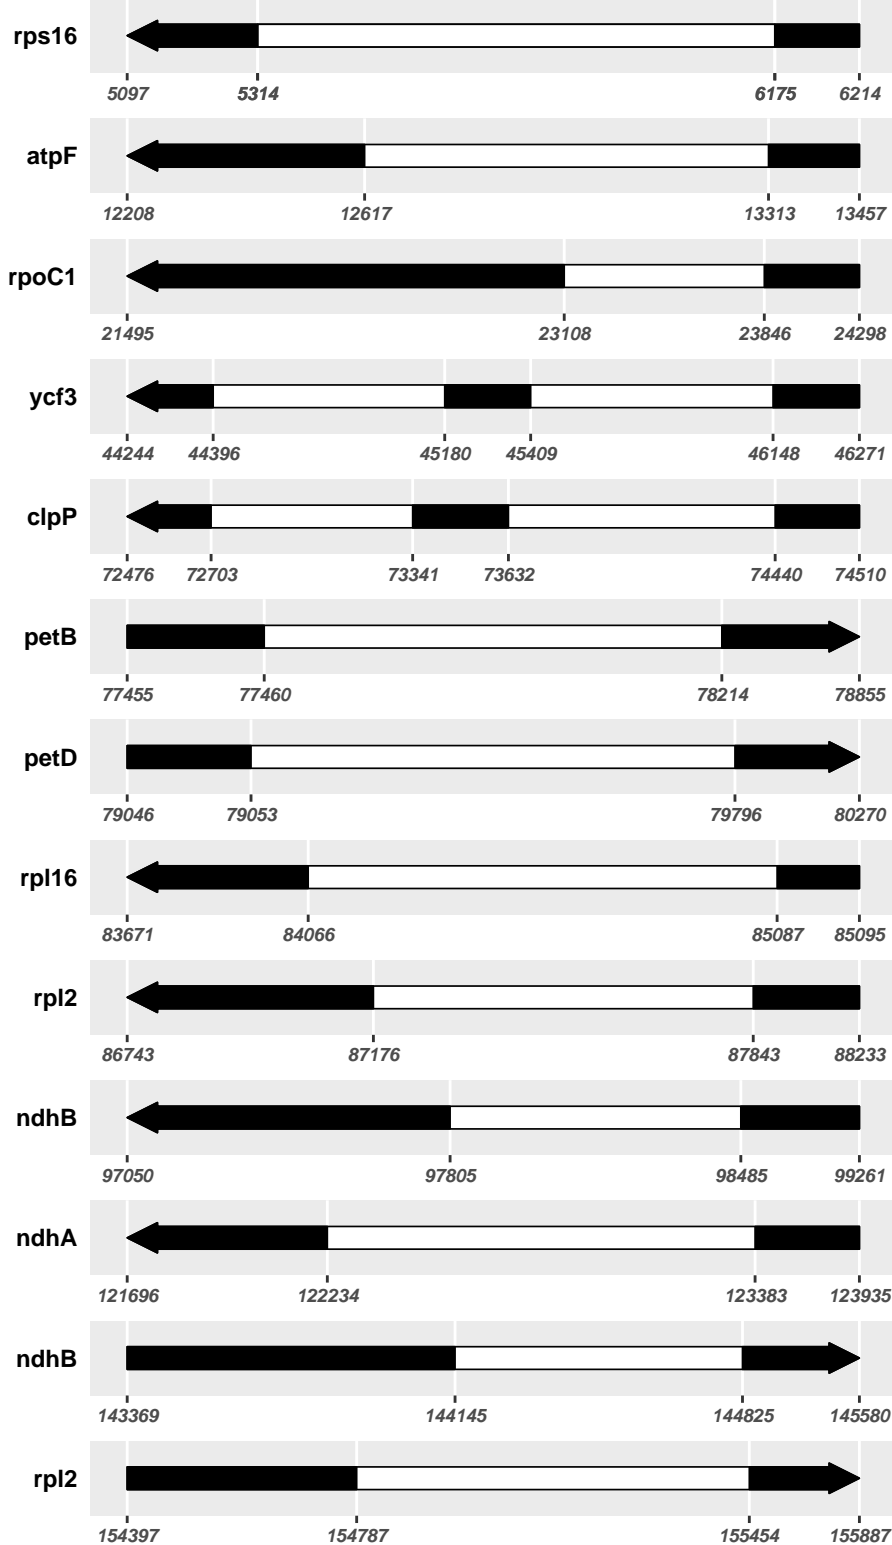 rps16
5097 5314 6175 6214
atpF
12208 12617 13313 13457
rpoC1
21495 23108 23846 24298
ycf3
44244 44396 45180 45409 46148 46271
clpP
72476 72703 73341 73632 74440 74510
petB
77455 77460 78214 78855
petD
79046 79053 79796 80270
rpl16
83671 84066 85087 85095
rpl2
86743 87176 87843 88233
ndhB
97050 97805 98485 99261
ndhA
121696 122234 123383 123935
ndhB
143369 144145 144825 145580
rpl2
154397 154787 155454 155887